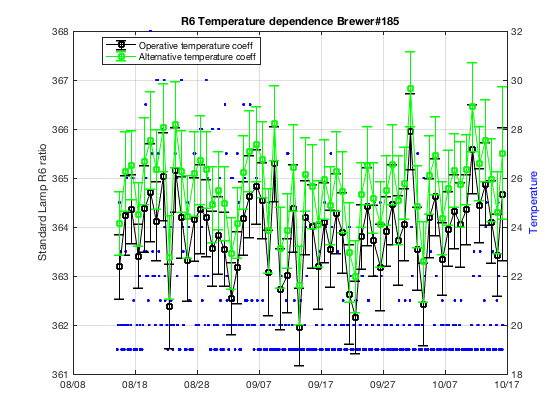 R6 Temperature dependence Brewer#185
Operative temperature coeff
Alternative temperature coeff
Standard Lamp R6 ratio
368
367
366
365
364
363
362
361
32
30
28
26
24
22
20
18
Temperature
08/08 08/18 08/28 09/07 09/17 09/27 10/07 10/17